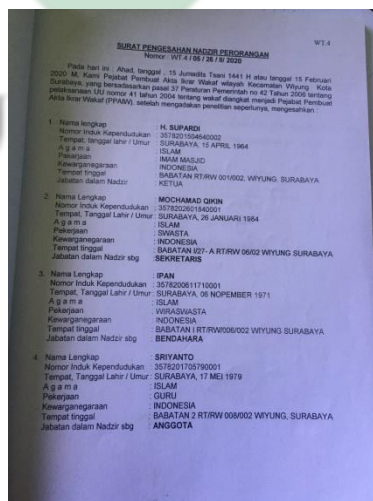 WT.4
SURAT PENGESAHAN NADZIR PERORANGAN
Nomor : WT.4 / 05 / 26 / II/ 2020
Pada hari ini : Ahad, tanggal , 15 Jumadits Tsani 1441 H atau tanggal 15 Februari
2020 M, Kami Pejabat Pembuat Akta Ikrar Wakaf wilayah Kecamatan Wiyung Kota
Surabaya, yang bersadasarkan pasal 37 Peraturan Pemerintah no 42 Tahun 2006 tentang
pelaksanaan UU nomor 41 tahun 2004 tentang wakaf diangkat menjadi Pejabat Pembuat
Akta Ikrar Wakaf (PPAIW), setelah mengadakan penelitian seperlunya, mengesahkan :
1. Nama lengkap : H. SUPARDI
Nomor Induk Kependudukan : 3578201504640002
Tempat, tanggal lahir / Umur : SURABAYA, 15 APRIL 1964
A g a m a : ISLAM
Pekerjaan : IMAM MASJID
Kewarganegaraan : INDONESIA
Tempat tinggal : BABATAN RT/RW 001/002, WIYUNG, SURABAYA
Jabatan dalam Nadzir : KETUA
2. Nama Lengkap : MOCHAMAD QIKIN
Nomor Induk Kependudukan : 3578202601840001
Tempat, Tanggal Lahir / Umur : SURABAYA, 26 JANUARI 1984
A g a m a : ISLAM
Pekerjaan : SWASTA
Kewarganegaraan : INDONESIA
Tempat tinggal : BABATAN I/27- A RT/RW 06/02 WIYUNG SURABAYA
Jabatan dalam Nadzir sbg : SEKRETARIS
3. Nama Lengkap : IPAN
Nomor Induk Kependudukan : 3578200611710001
Tempat, Tanggal Lahir / Umur : SURABAYA, 06 NOPEMBER 1971
A g a m a : ISLAM
Pekerjaan : WIRASWASTA
Kewarganegaraan : INDONESIA
Tempat tinggal : BABATAN I RT/RW/006/002 WIYUNG SURABAYA
Jabatan dalam Nadzir sbg : BENDAHARA
4. Nama Lengkap : SRIYANTO
Nomor Induk Kependudukan : 3578201705790001
Tempat, Tanggal Lahir / Umur : SURABAYA, 17 MEI 1979
A g a m a : ISLAM
Pekerjaan : GURU
Kewarganegaraan : INDONESIA
Tempat tinggal : BABATAN 2 RT/RW 008/002 WIYUNG, SURABAYA
Jabatan dalam Nadzir sbg : ANGGOTA